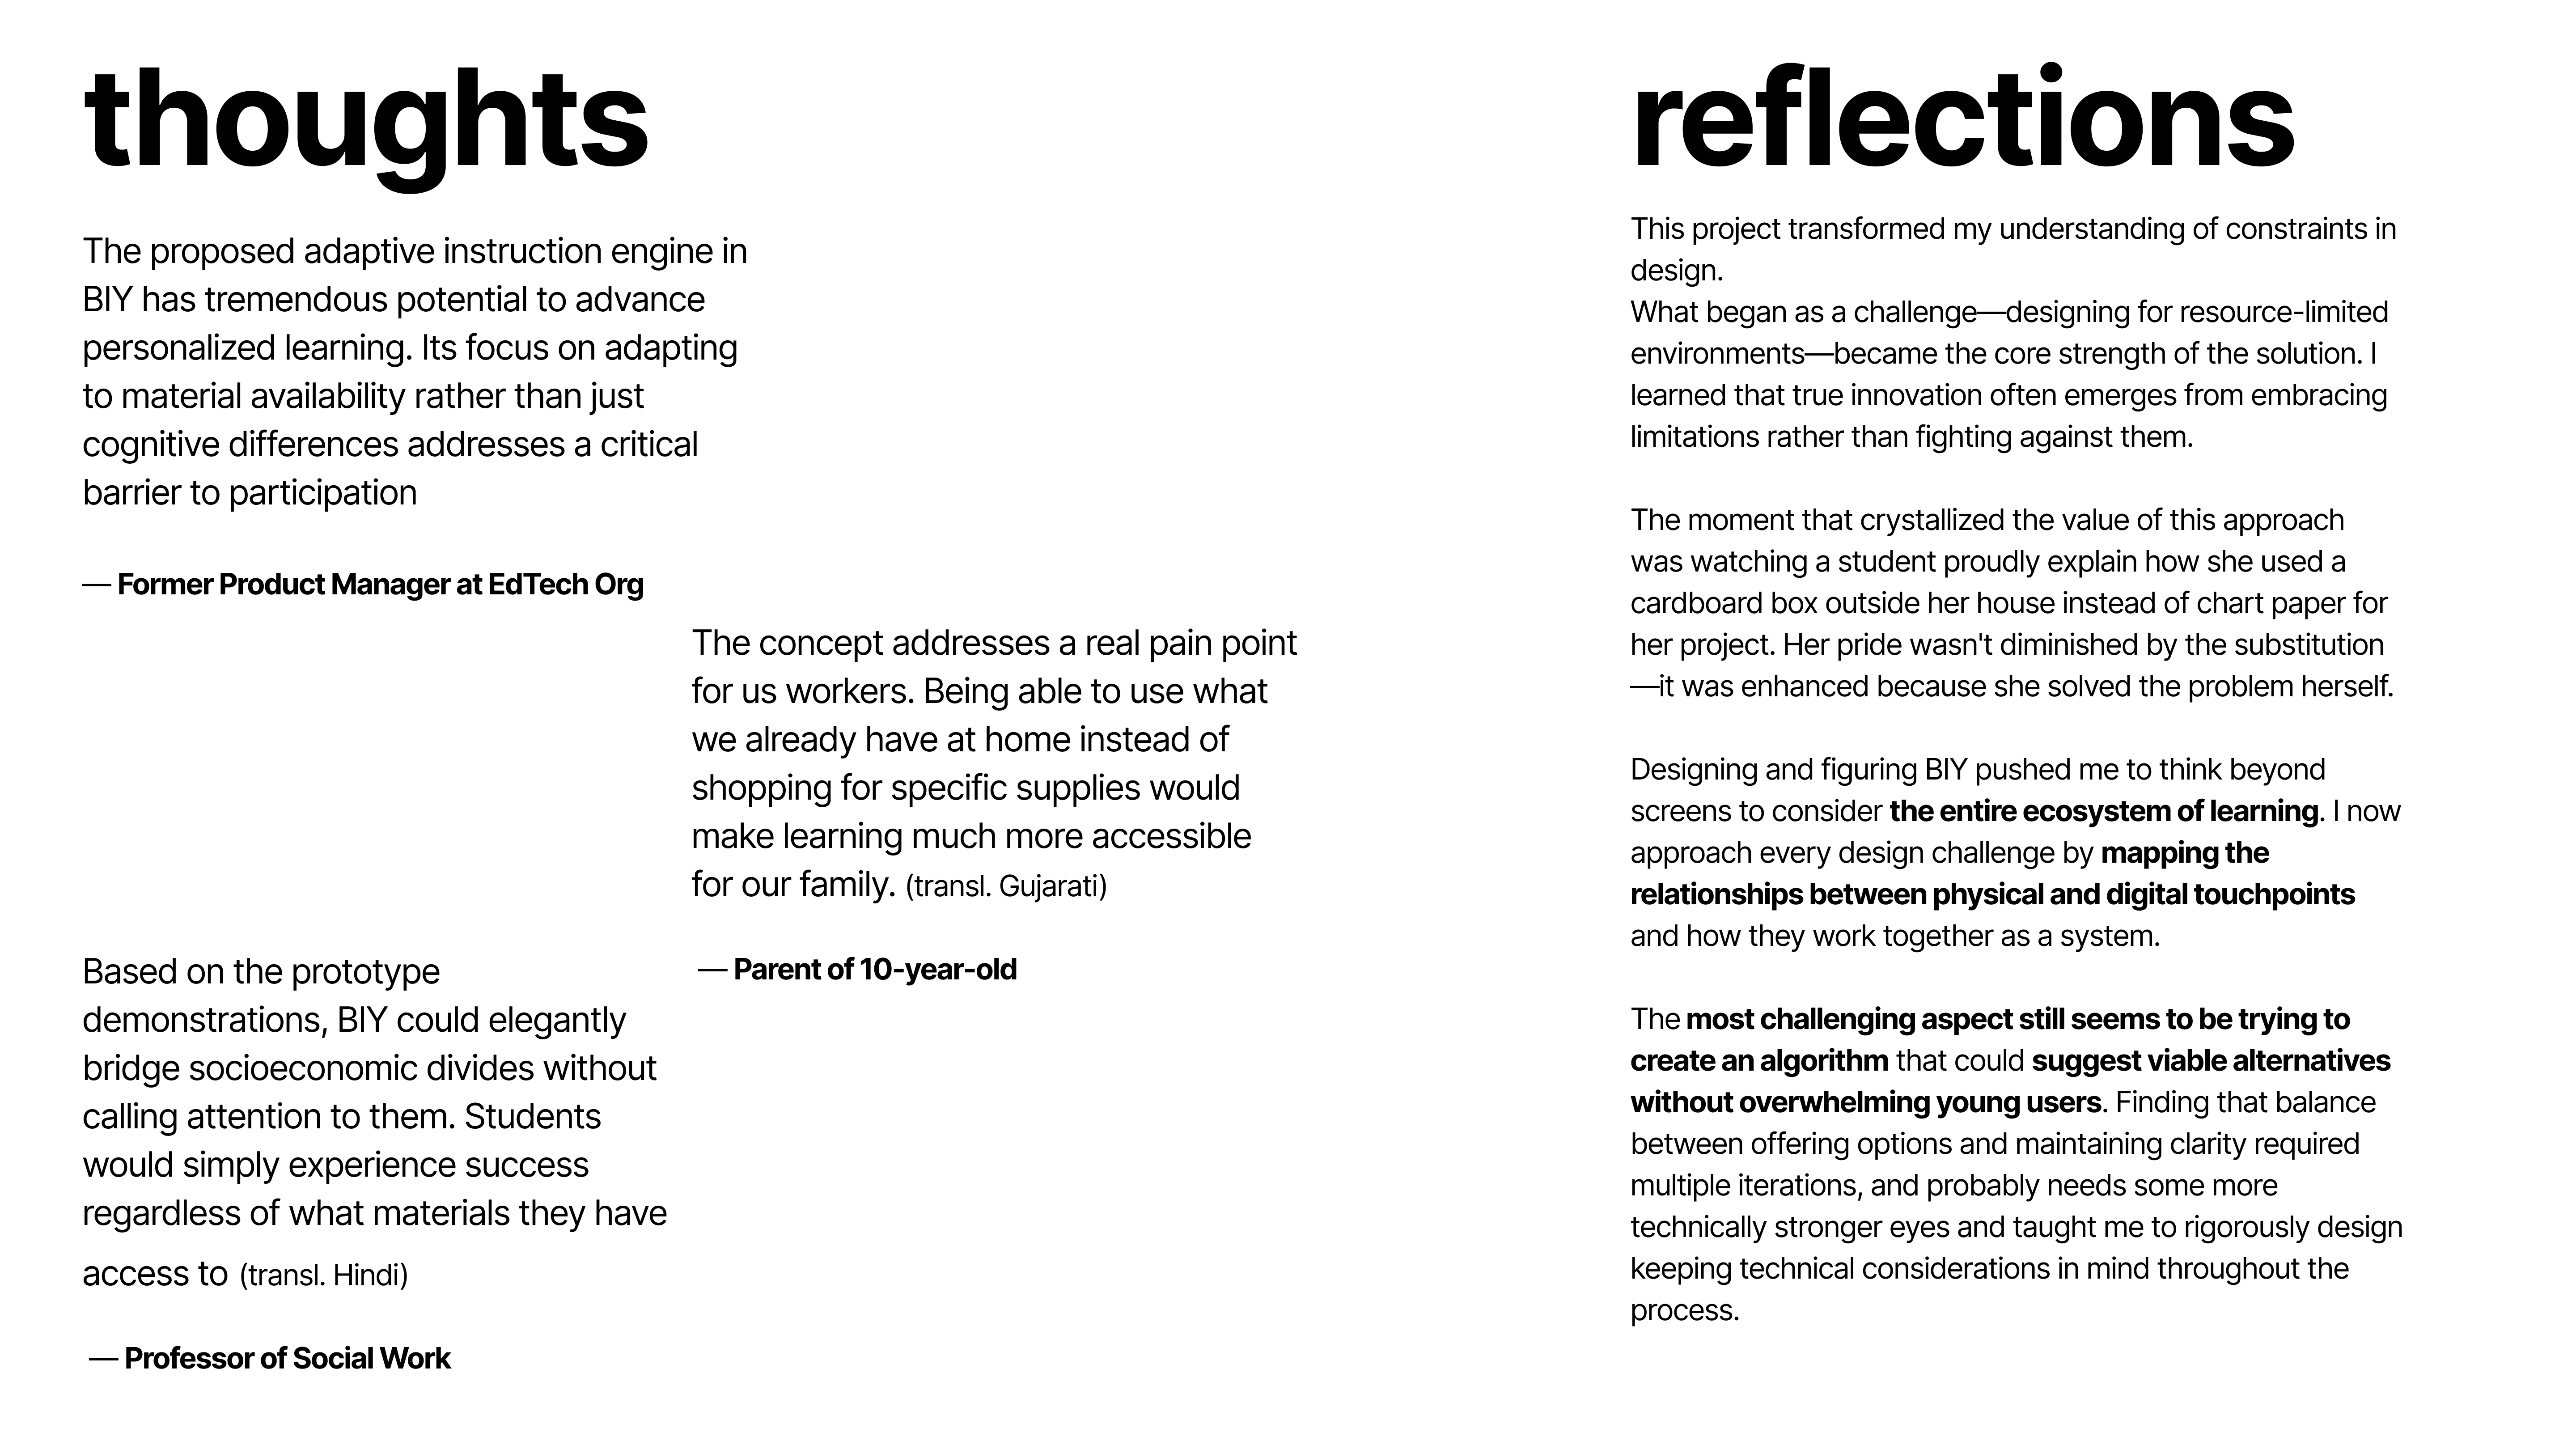 thoughts
The proposed adaptive instruction engine in
BIY has tremendous potential to advance
personalized learning. Its focus on adapting
to material availability rather than just
cognitive differences addresses a critical
barrier to participation
— Former Product Manager at EdTech Org
The concept addresses a real pain point
for us workers. Being able to use what
we already have at home instead of
shopping for specific supplies would
make learning much more accessible
for our family. (transl. Gujarati)
— Parent of 10-year-old
Based on the prototype
demonstrations, BIY could elegantly
bridge socioeconomic divides without
calling attention to them. Students
would simply experience success
regardless of what materials they have
access to (transl. Hindi)
— Professor of Social Work
reflections
This project transformed my understanding of constraints in
design.
What began as a challenge—designing for resource-limited
environments—became the core strength of the solution. I
learned that true innovation often emerges from embracing
limitations rather than fighting against them.
The moment that crystallized the value of this approach
was watching a student proudly explain how she used a
cardboard box outside her house instead of chart paper for
her project. Her pride wasn't diminished by the substitution
—it was enhanced because she solved the problem herself.
Designing and figuring BIY pushed me to think beyond
screens to consider the entire ecosystem of learning. I now
approach every design challenge by mapping the
relationships between physical and digital touchpoints
and how they work together as a system.
The most challenging aspect still seems to be trying to
create an algorithm that could suggest viable alternatives
without overwhelming young users. Finding that balance
between offering options and maintaining clarity required
multiple iterations, and probably needs some more
technically stronger eyes and taught me to rigorously design
keeping technical considerations in mind throughout the
process.